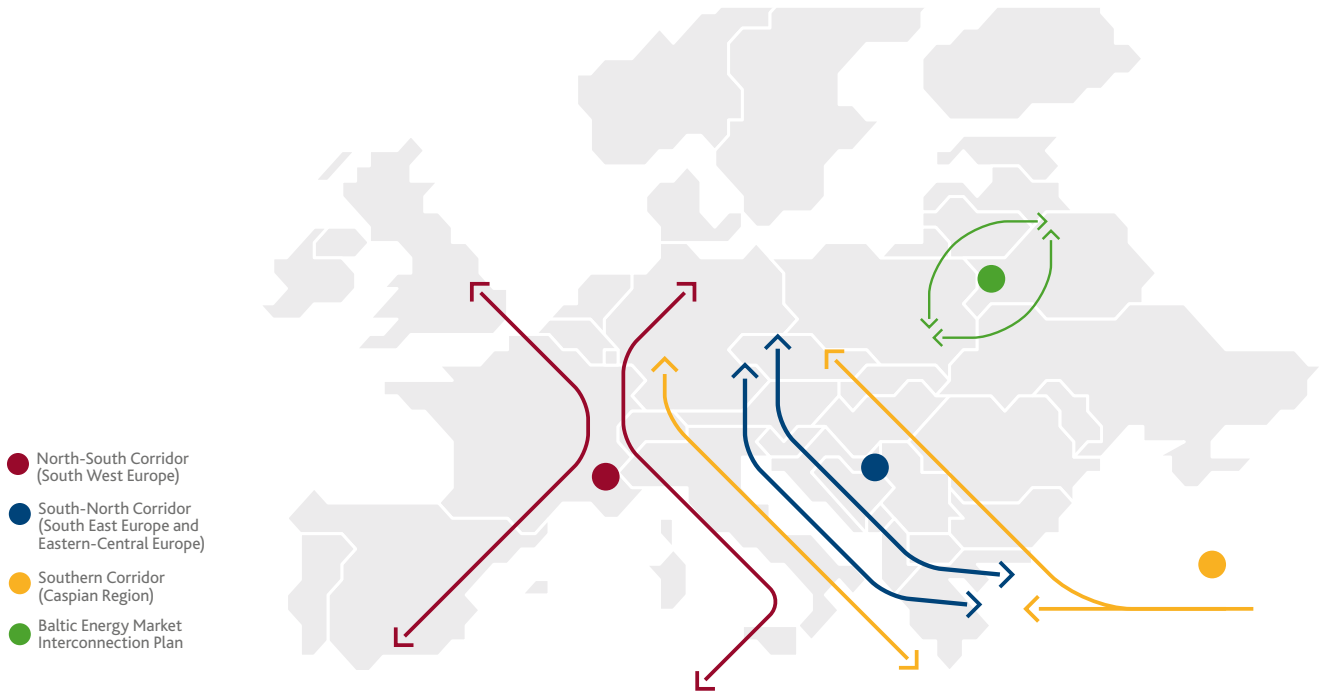 North-South Corridor
(South West Europe)
South-North Corridor
(South East Europe and
Eastern-Central Europe)
Southern Corridor
(Caspian Region)
Baltic Energy Market
Interconnection Plan